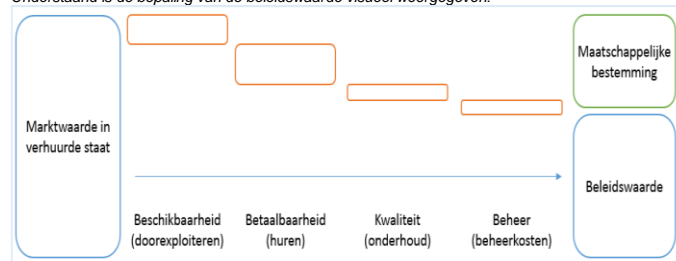 Onderstaand is de bepaling van de beleidswaarde visueel weergegeven.
Marktwaarde in
verhuurde staat
Beschikbaarheid
(doorexploiteren)
Betaalbaarheid
(huren)
Kwaliteit
(onderhoud)
Beheer
(beheerkosten)
Maatschappelijke
bestemming
Beleidswaarde